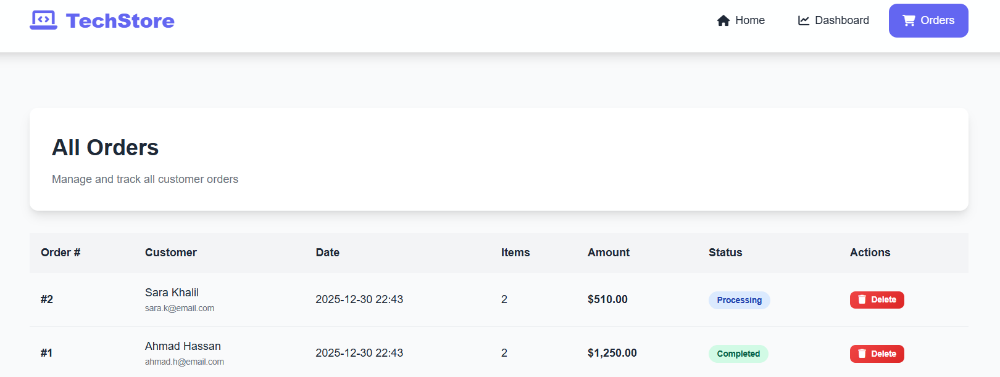 TechStore
Home Dashboard Orders
All Orders
Manage and track all customer orders
Order # Customer Date Items Amount Status Actions
#2 Sara Khalil 2025-12-30 22:43 2 $510.00 Processing Delete
sara.k@email.com
#1 Ahmad Hassan 2025-12-30 22:43 2 $1,250.00 Completed Delete
ahmad.h@email.com